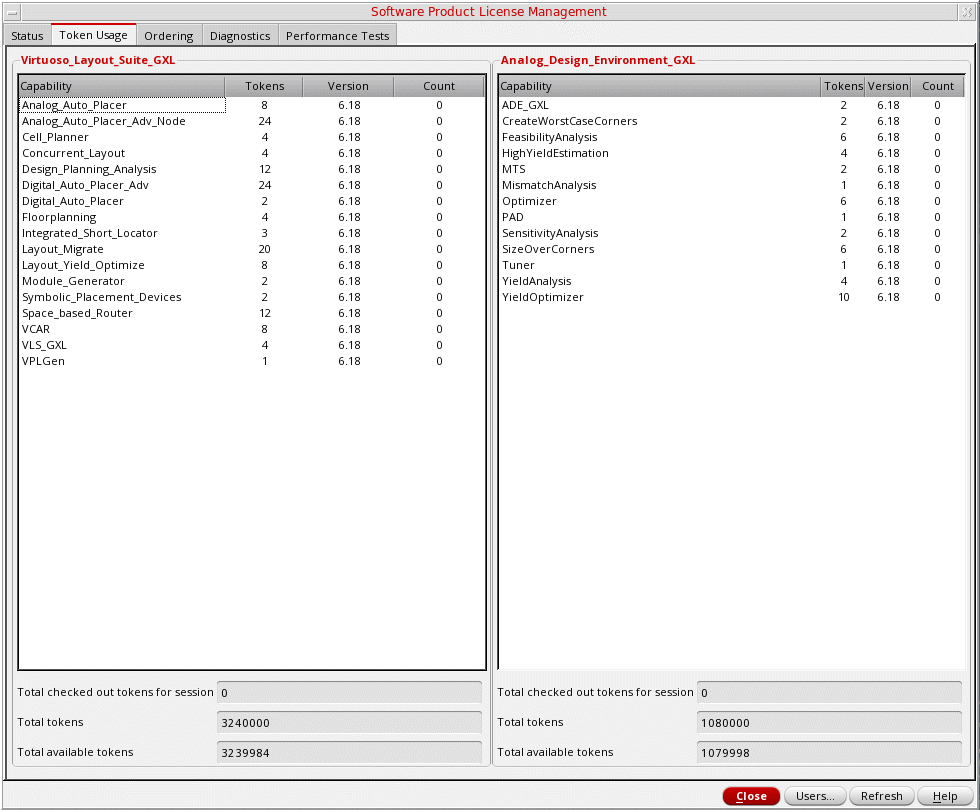 Software Product License Management
Status Token Usage Ordering Diagnostics Performance Tests
Virtuoso_Layout_Suite_GXL
Capability Tokens Version Count
Analog_Auto_Placer 8 6.18 0
Analog_Auto_Placer_Adv_Node 24 6.18 0
Cell_Planner 4 6.18 0
Concurrent_Layout 4 6.18 0
Design_Planning_Analysis 12 6.18 0
Digital_Auto_Placer_Adv 24 6.18 0
Digital_Auto_Placer 2 6.18 0
Floorplanning 4 6.18 0
Integrated_Short_Locator 3 6.18 0
Layout_Migrate 20 6.18 0
Layout_Yield_Optimize 8 6.18 0
Module_Generator 2 6.18 0
Symbolic_Placement_Devices 2 6.18 0
Space_based_Router 12 6.18 0
VCAR 8 6.18 0
VLS_GXL 4 6.18 0
VPLGen 1 6.18 0
Total checked out tokens for session 0
Total tokens 3240000
Total available tokens 3239984
Analog_Design_Environment_GXL
Capability Tokens Version Count
ADE_GXL 2 6.18 0
CreateWorstCaseCorners 2 6.18 0
FeasibilityAnalysis 6 6.18 0
HighYieldEstimation 4 6.18 0
MTS 2 6.18 0
MismatchAnalysis 1 6.18 0
Optimizer 6 6.18 0
PAD 1 6.18 0
SensitivityAnalysis 2 6.18 0
SizeOverCorners 6 6.18 0
Tuner 1 6.18 0
YieldAnalysis 4 6.18 0
YieldOptimizer 10 6.18 0
Total checked out tokens for session 0
Total tokens 1080000
Total available tokens 1079998
Close Users... Refresh Help